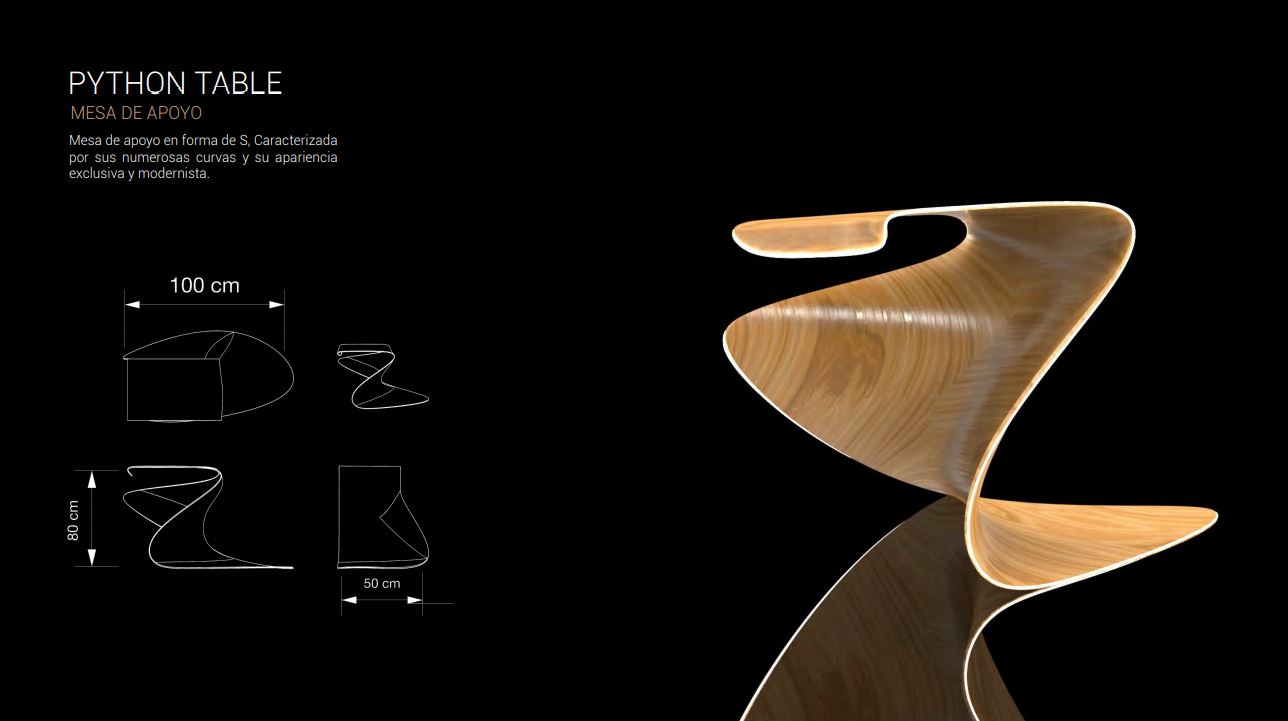 PYTHON TABLE
MESA DE APOYO
Mesa de apoyo en forma de S, Caracterizada
por sus numerosas curvas y su apariencia
exclusiva y modernista.
100 cm
80 cm
50 cm